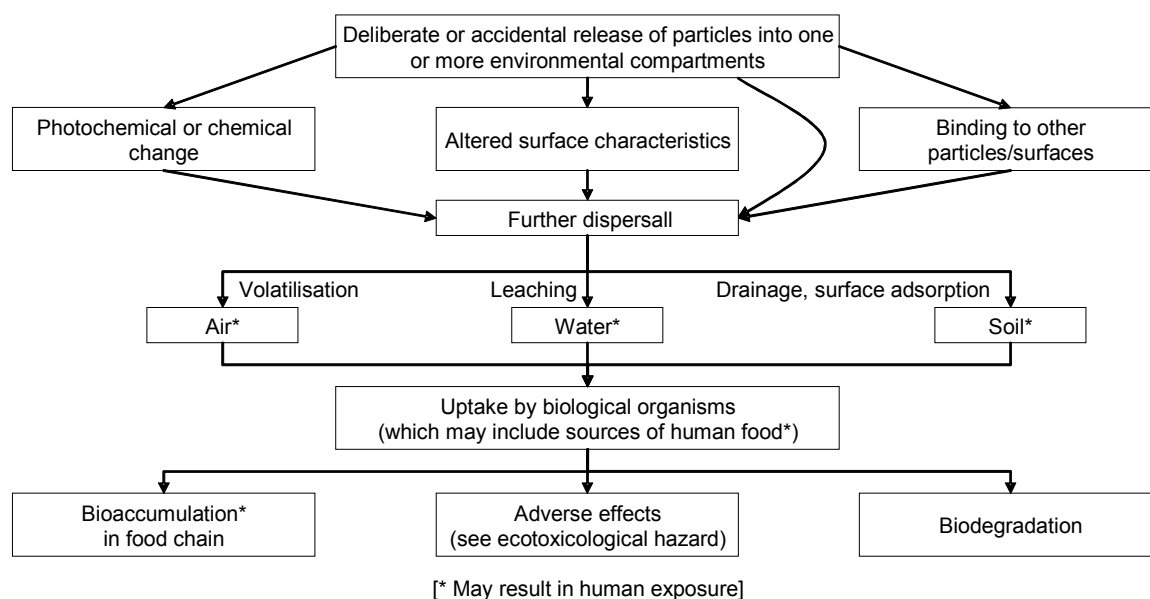 Deliberate or accidental release of particles into one
or more environmental compartments
Photochemical or chemical
change
Altered surface characteristics
Binding to other
particles/surfaces
Further dispersall
Volatilisation
Leaching
Drainage, surface adsorption
Air*
Water*
Soil*
Uptake by biological organisms
(which may include sources of human food*)
Bioaccumulation*
in food chain
Adverse effects
(see ecotoxicological hazard)
Biodegradation
[* May result in human exposure]